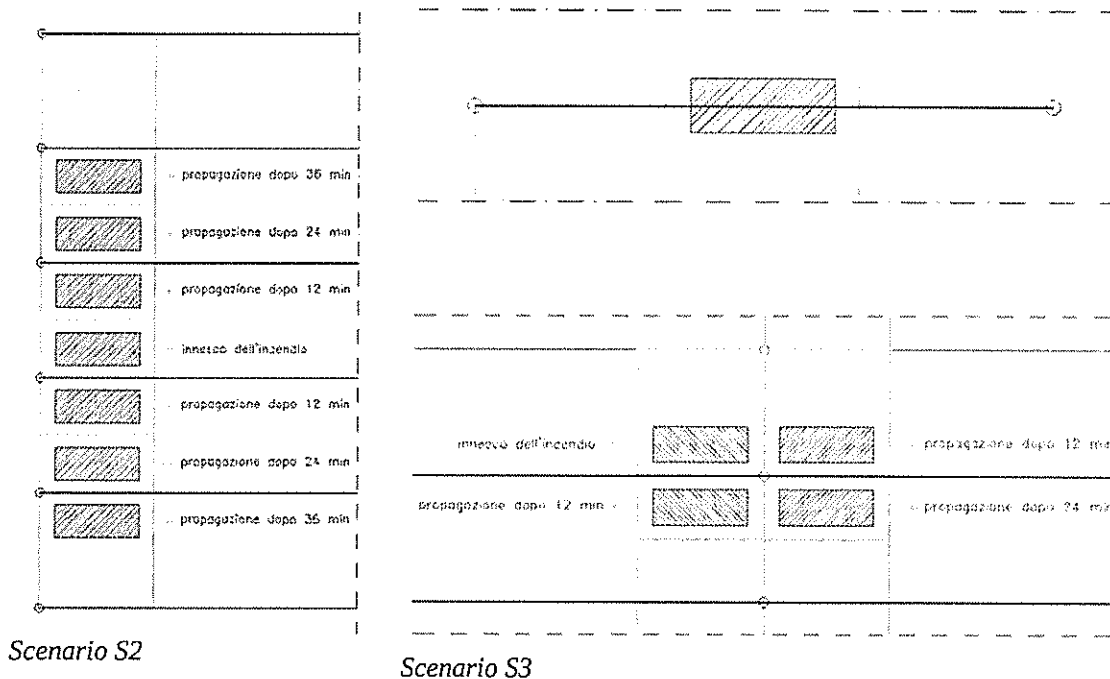 propagazione dopo 36 min
propagazione dopo 24 min
propagazione dopo 12 min
innesco dell'incendio
propagazione dopo 12 min
propagazione dopo 24 min
propagazione dopo 36 min
Scenario S2
innesco dell'incendio
propagazione dopo 12 min
propagazione dopo 12 min
propagazione dopo 24 min
Scenario S3